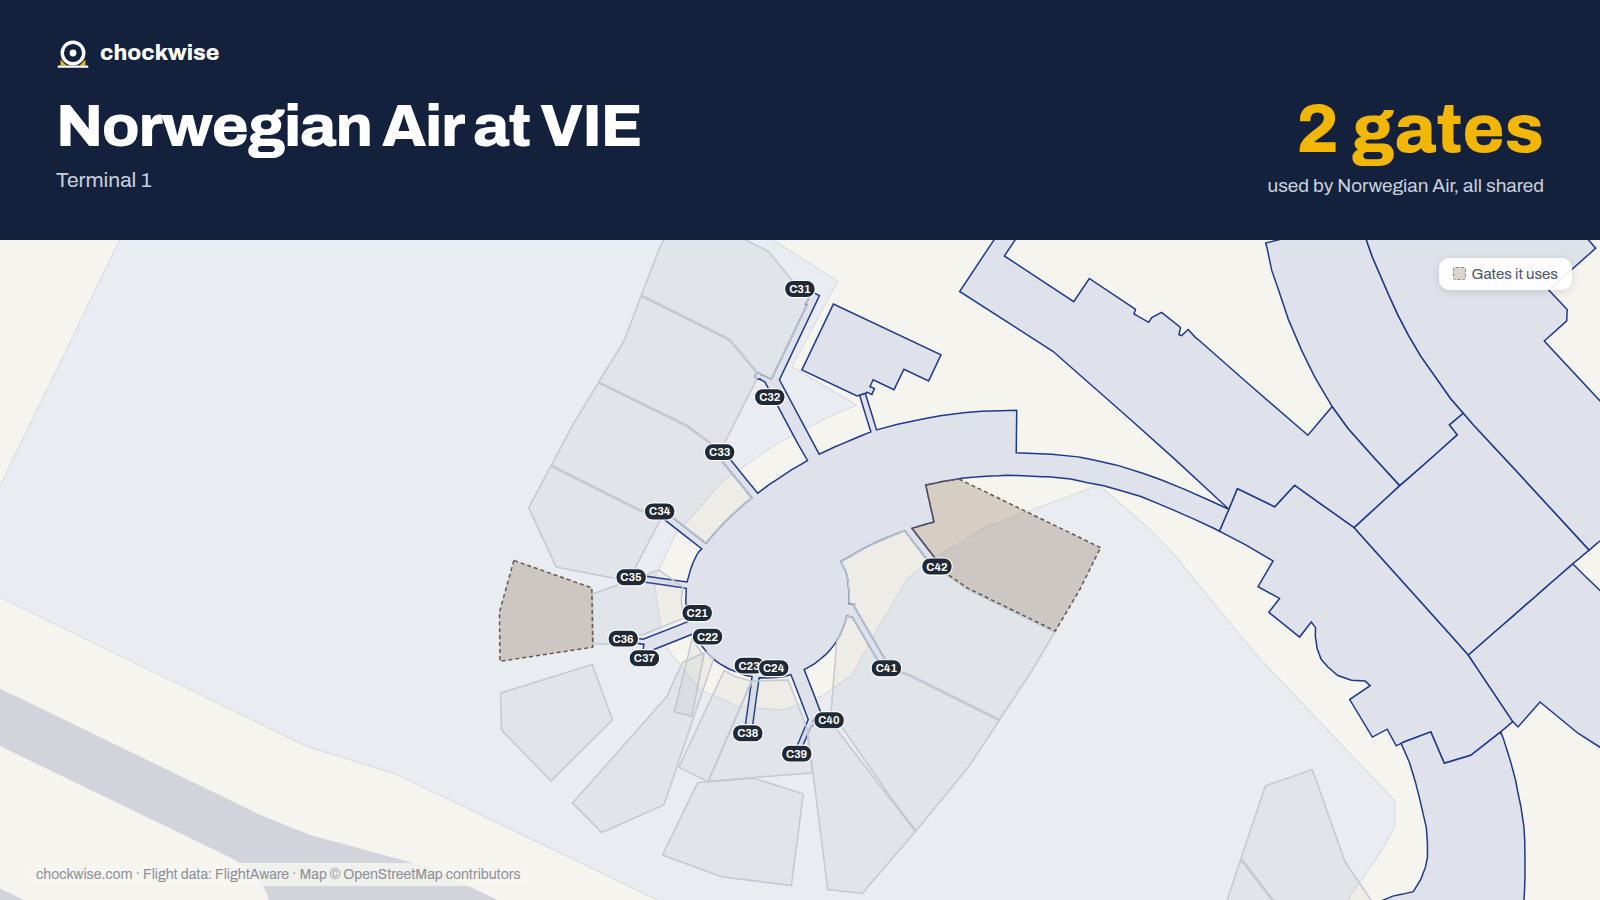 chockwise
Norwegian Air at VIE
Terminal 1
2 gates
used by Norwegian Air, all shared
Gates it uses
C31
C32
C33
C34
C35
C42
C21
C36
C22
C37
C23
C24
C41
C40
C38
C39
chockwise.com · Flight data: FlightAware · Map © OpenStreetMap contributors